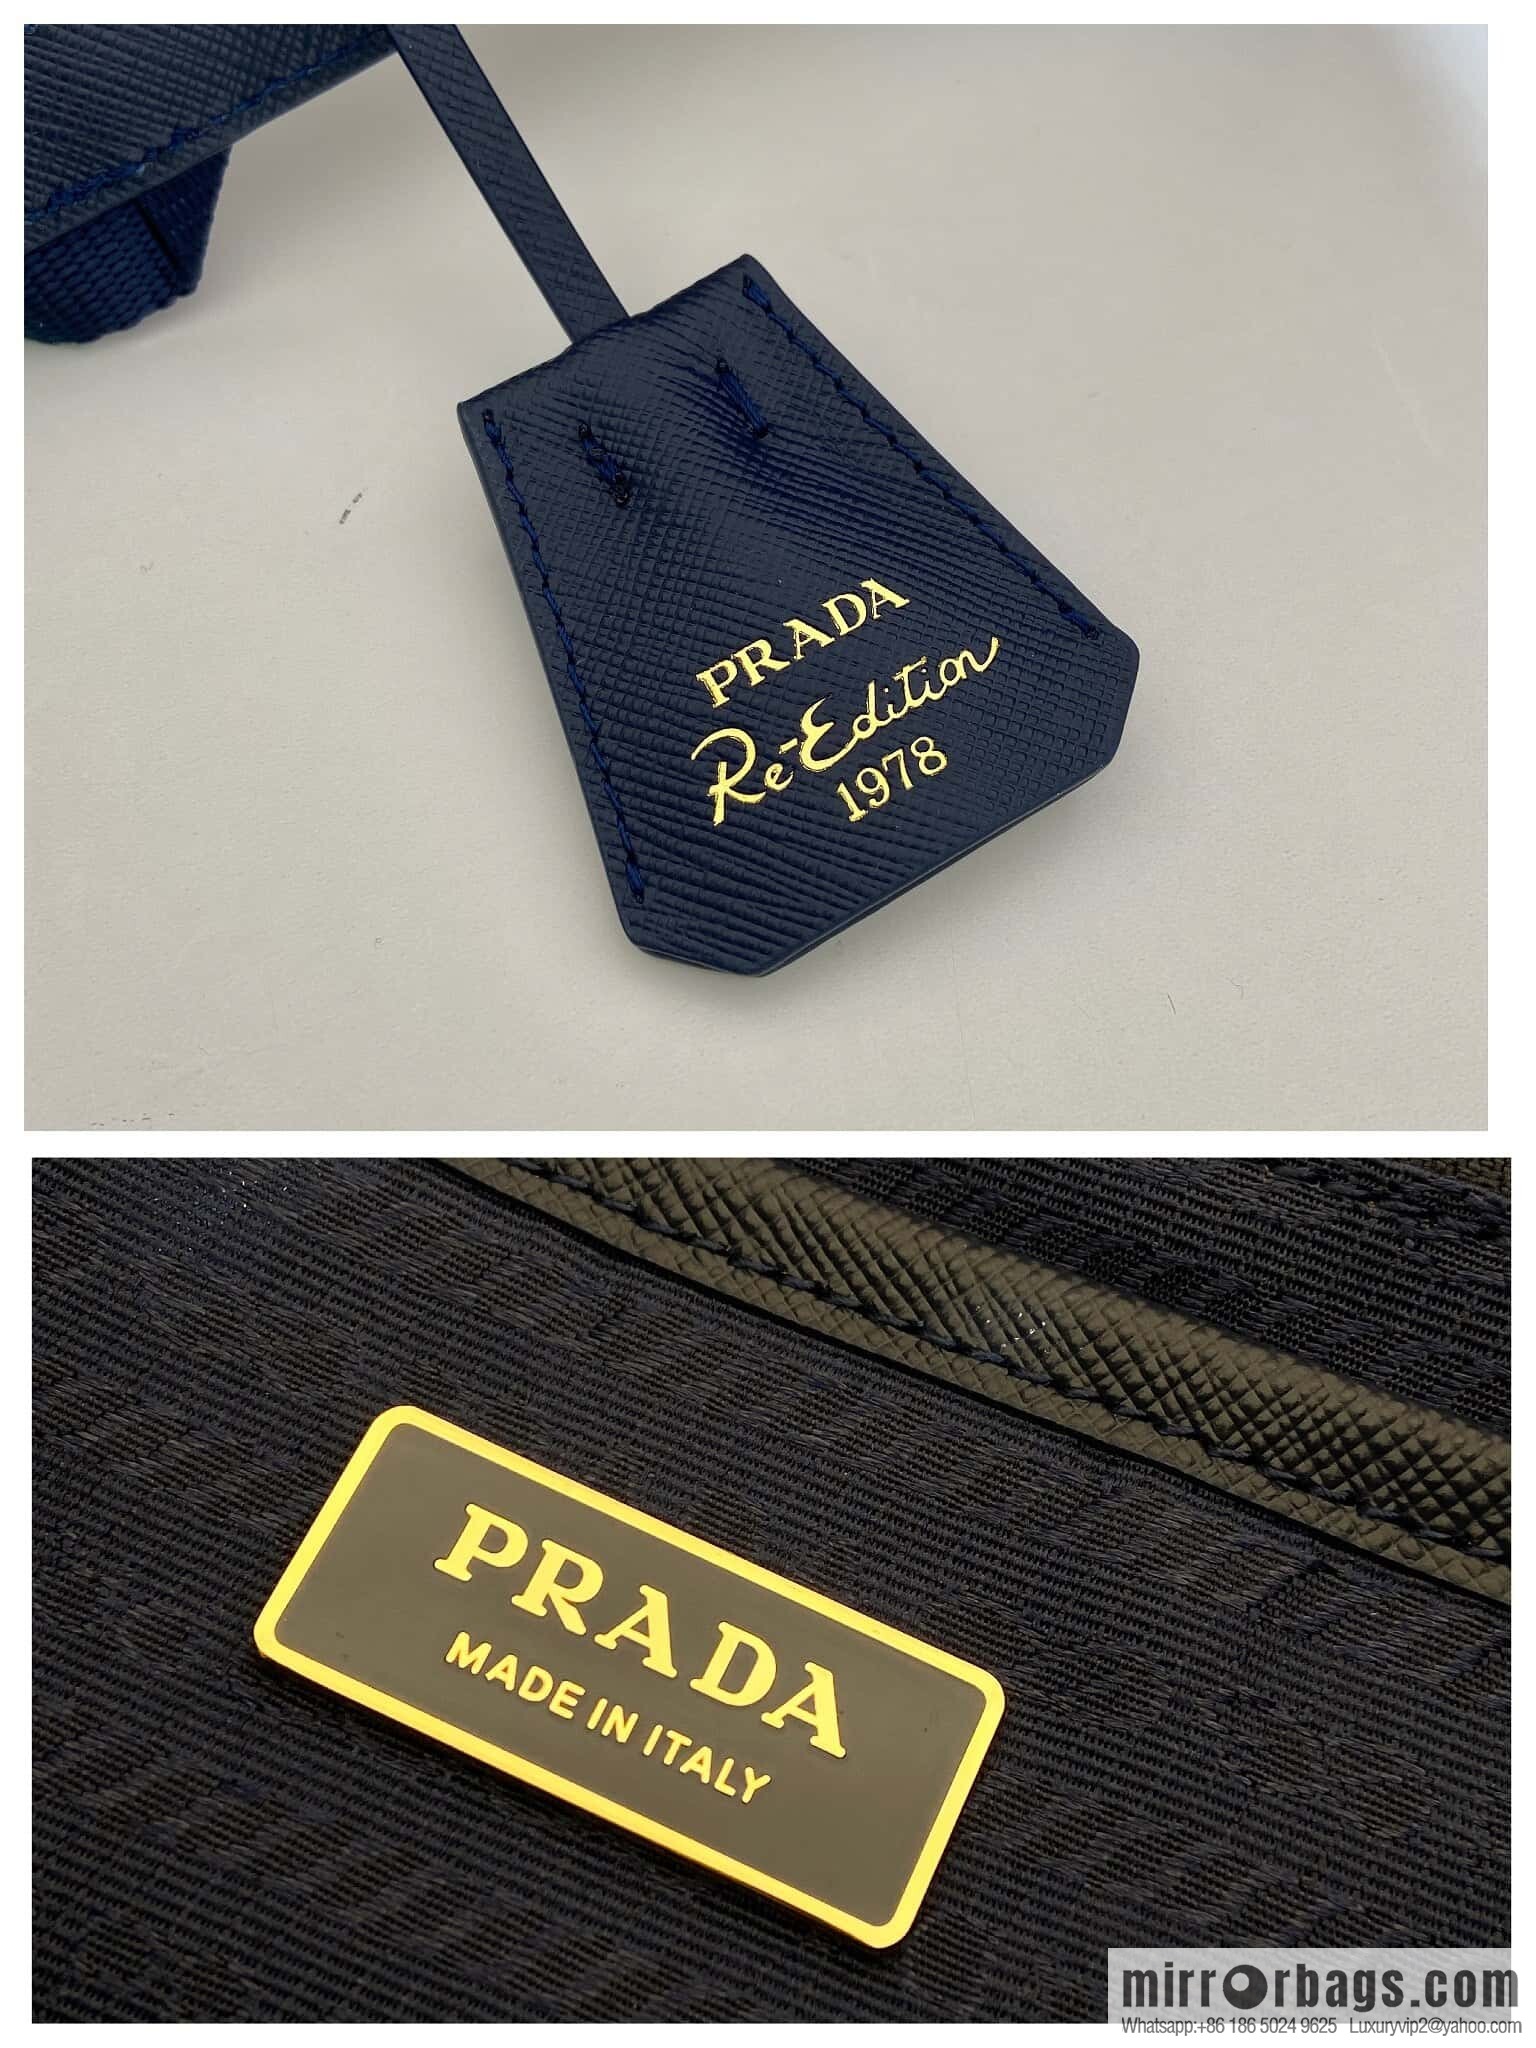 PRADA
Re-Edition
1978
PRADA
MADE IN ITALY
mirrorbags.com
Whatsapp:+86 186 5024 9625 Luxuryvip2@yahoo.com